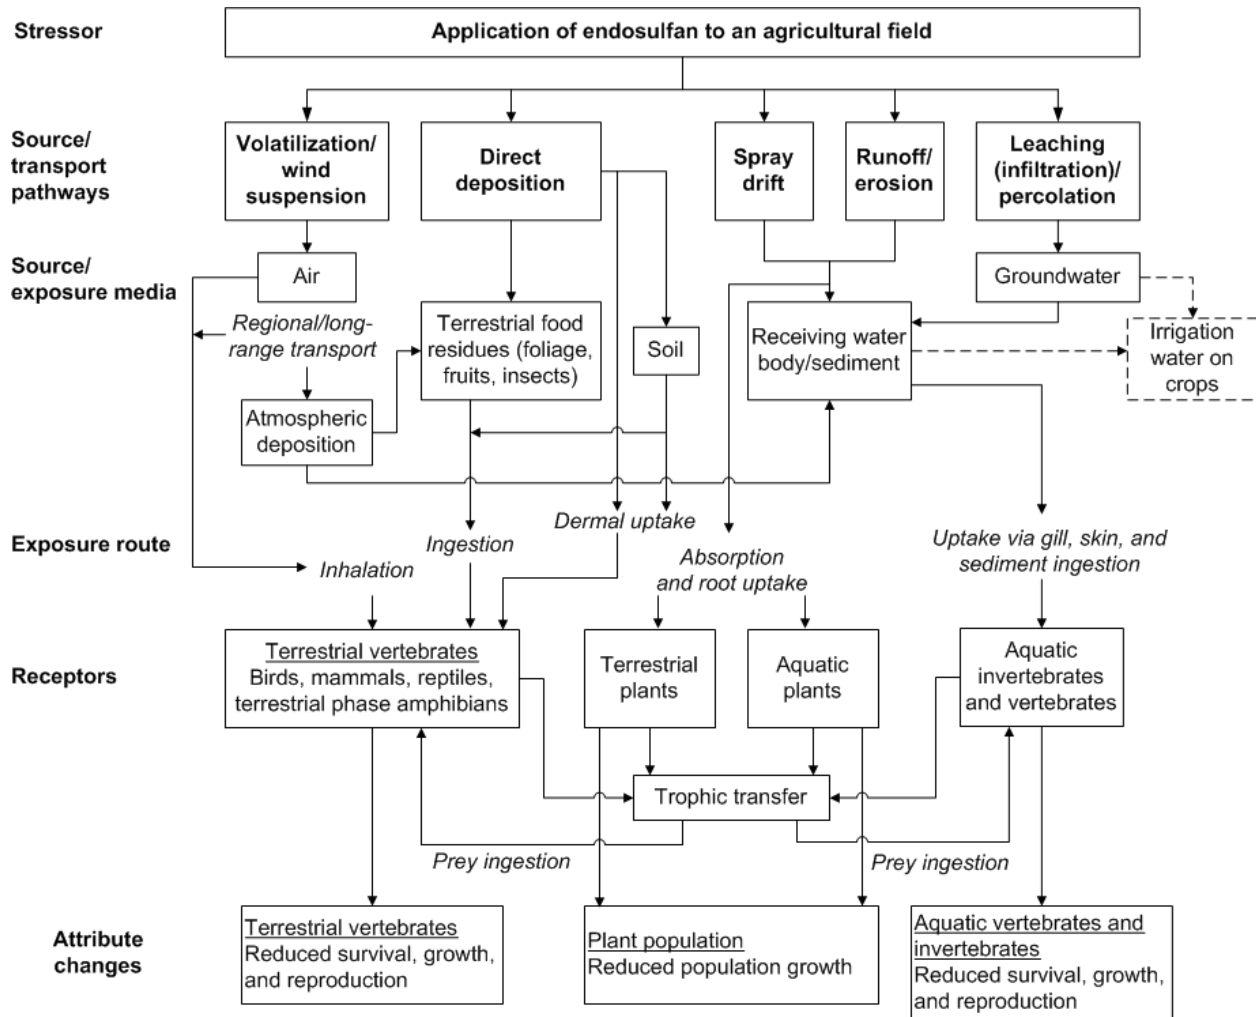 Stressor
Application of endosulfan to an agricultural field
Source/
transport
pathways
Volatilization/
wind
suspension
Direct
deposition
Spray
drift
Runoff/
erosion
Leaching
(infiltration)/
percolation
Source/
exposure media
Air
Groundwater
Regional/long-
range transport
Terrestrial food
residues (foliage,
fruits, insects)
Soil
Receiving water
body/sediment
Irrigation
water on
crops
Atmospheric
deposition
Exposure route
Inhalation
Ingestion
Dermal uptake
Absorption
and root uptake
Uptake via gill, skin, and
sediment ingestion
Receptors
Terrestrial vertebrates
Birds, mammals, reptiles,
terrestrial phase amphibians
Terrestrial
plants
Aquatic
plants
Aquatic
invertebrates
and vertebrates
Trophic transfer
Prey ingestion
Prey ingestion
Attribute
changes
Terrestrial vertebrates
Reduced survival, growth,
and reproduction
Plant population
Reduced population growth
Aquatic vertebrates and
invertebrates
Reduced survival, growth,
and reproduction